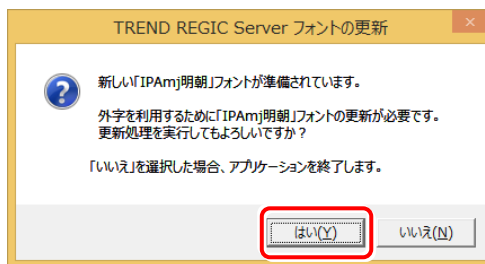 TREND REGIC Server フォントの更新
新しい「IPAmj明朝」フォントが準備されています。
外字を利用するために「IPAmj明朝」フォントの更新が必要です。
更新処理を実行してもよろしいですか?
「いいえ」を選択した場合、アプリケーションを終了します。
はい(Y) いいえ(N)